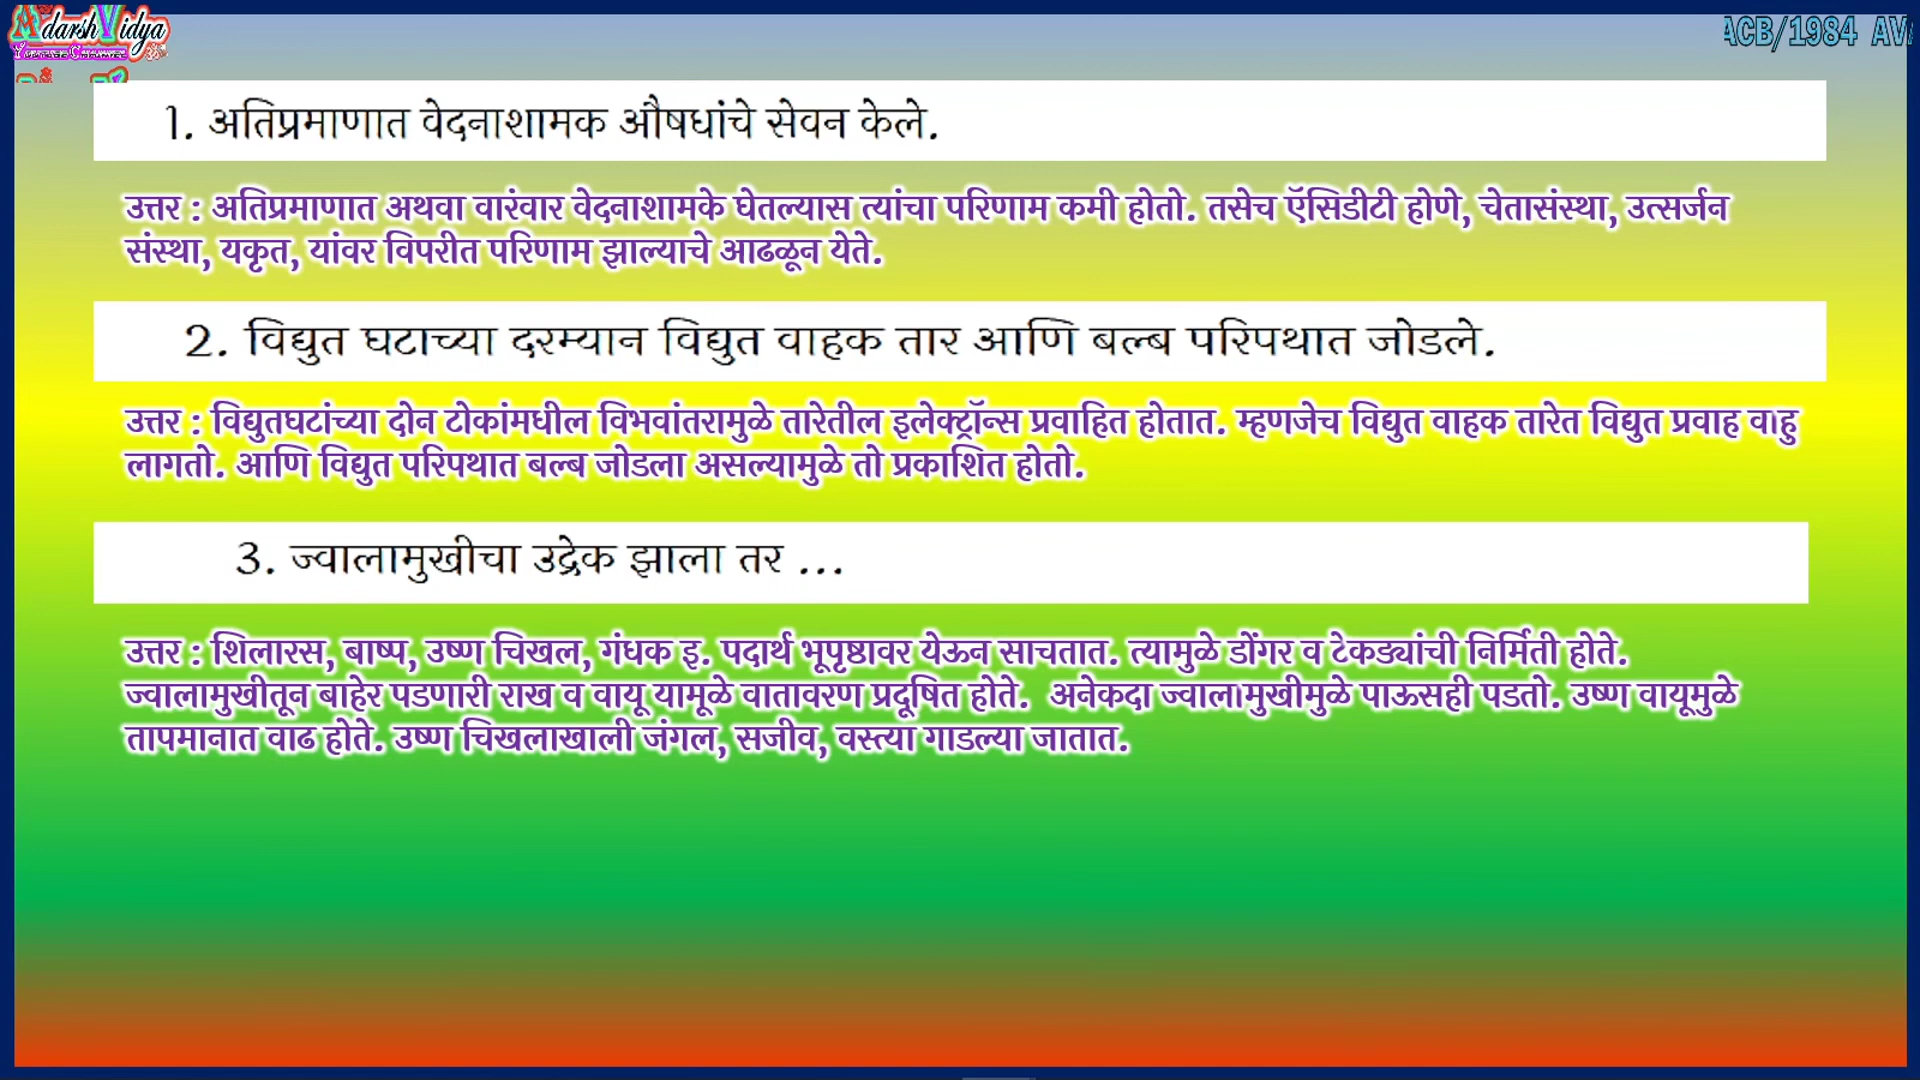 Adarsh Vidya
YouTube Channel
ACB/1984 AV
1. अतिप्रमाणात वेदनाशामक औषधांचे सेवन केले.
उत्तर : अतिप्रमाणात अथवा वारंवार वेदनाशामके घेतल्यास त्यांचा परिणाम कमी होतो. तसेच ऍसिडीटी होणे, चेतासंस्था, उत्सर्जन
संस्था, यकृत, यांवर विपरीत परिणाम झाल्याचे आढळून येते.
2. विद्युत घटाच्या दरम्यान विद्युत वाहक तार आणि बल्ब परिपथात जोडले.
उत्तर : विद्युतघटांच्या दोन टोकांमधील विभवांतरामुळे तारेतील इलेक्ट्रॉन्स प्रवाहित होतात. म्हणजेच विद्युत वाहक तारेत विद्युत प्रवाह वाहु
लागतो. आणि विद्युत परिपथात बल्ब जोडला असल्यामुळे तो प्रकाशित होतो.
3. ज्वालामुखीचा उद्रेक झाला तर ...
उत्तर : शिलारस, बाष्प, उष्ण चिखल, गंधक इ. पदार्थ भूपृष्ठावर येऊन साचतात. त्यामुळे डोंगर व टेकड्यांची निर्मिती होते.
ज्वालामुखीतून बाहेर पडणारी राख व वायू यामूळे वातावरण प्रदूषित होते. अनेकदा ज्वालामुखीमुळे पाऊसही पडतो. उष्ण वायूमुळे
तापमानात वाढ होते. उष्ण चिखलाखाली जंगल, सजीव, वस्त्या गाडल्या जातात.